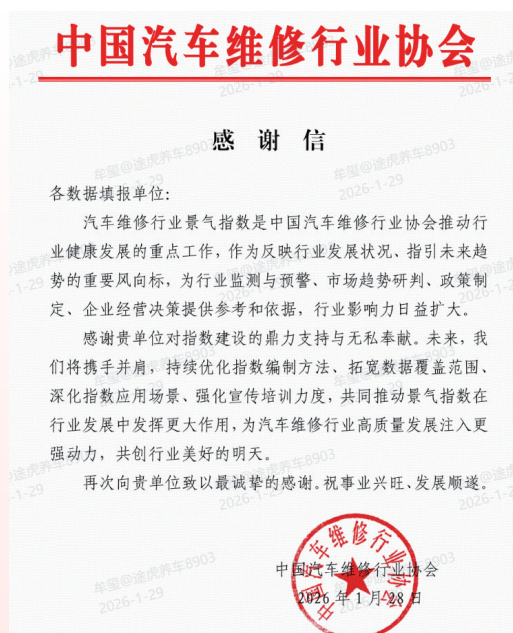 中国汽车维修行业协会
感谢信
各数据填报单位：
汽车维修行业景气指数是中国汽车维修行业协会推动行
业健康发展的重点工作，作为反映行业发展状况、指引未来趋
势的重要风向标，为行业监测与预警、市场趋势研判、政策制
定、企业经营决策提供参考和依据，行业影响力日益扩大。
感谢贵单位对指数建设的鼎力支持与无私奉献。未来，我
们将携手并肩，持续优化指数编制方法、拓宽数据覆盖范围、
深化指数应用场景、强化宣传培训力度，共同推动景气指数在
行业发展中发挥更大作用，为汽车维修行业高质量发展注入更
强动力，共创行业美好的明天。
再次向贵单位致以最诚挚的感谢。祝事业兴旺、发展顺遂。
中国汽车维修行业协会
2026年1月28日
中国汽车维修行业协会
牟玺@途虎养车8903
2026-1-29